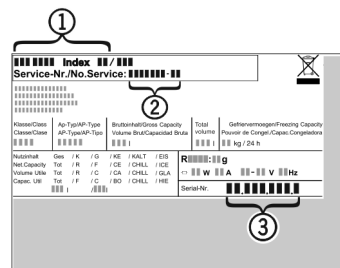 1
Index /
Service-Nr./No.Service: -
2
Klasse/Class Ap-Typ/AP-Type Bruttoinhalt/Gross Capacity Total Gefriervermoegen/Freezing Capacity
Classe/Clase AP-Type/AP-Tipo Volume Brut/Capacidad Bruta volume Pouvoir de Congel./Capac.Congeladora
l l kg / 24 h
Nutzinhalt Ges / K / G / KE / KALT / EIS
Net.Capacity Tot / R / F / CE / CHILL / ICE
Volume Utile Tot / R / C / CA / CHILL / GLA
Capac. Util Tot / F / C / BO / CHILL / HIE
l / l
R : g
W A - V Hz
Serial-Nr. . . .
3